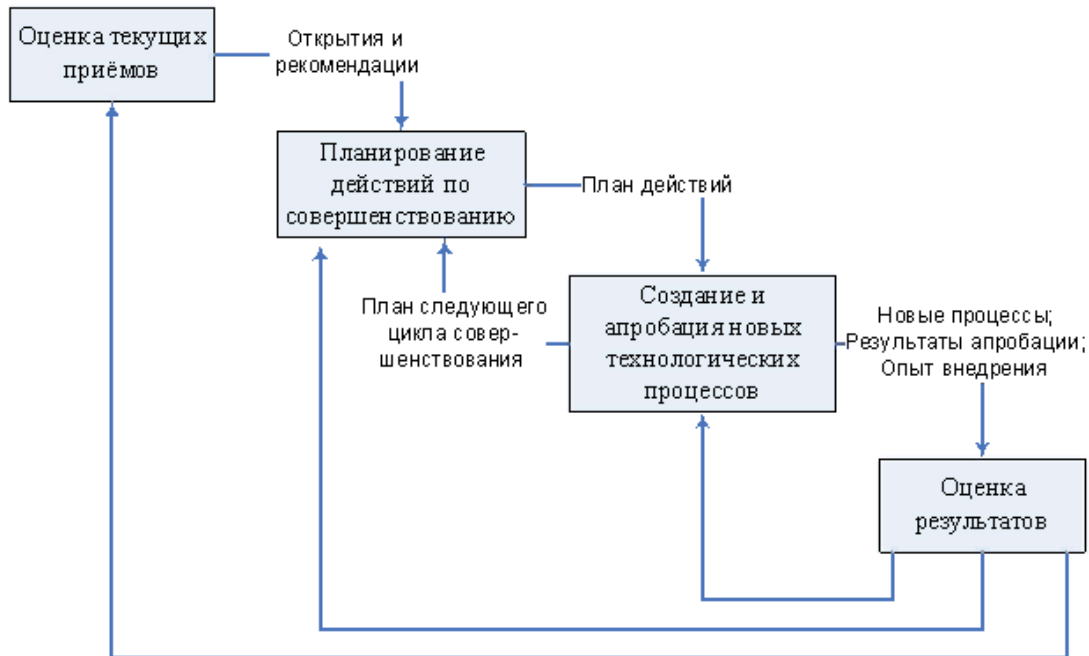 Оценка текущих
приёмов
Открытия и
рекомендации
Планирование
действий по
совершенствованию
План действий
План следующего
цикла совер-
шенствования
Создание и
апробация новых
технологических
процессов
Новые процессы;
Результаты апробации;
Опыт внедрения
Оценка
результатов